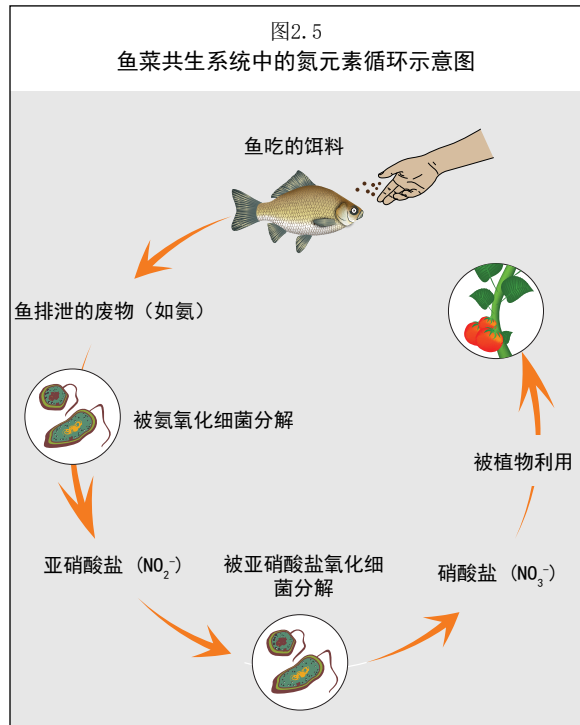 图2.5
鱼菜共生系统中的氮元素循环示意图
鱼吃的饵料
鱼排泄的废物（如氨）
被氨氧化细菌分解
亚硝酸盐（NO₂⁻）
被亚硝酸盐氧化细
菌分解
硝酸盐（NO₃⁻）
被植物利用